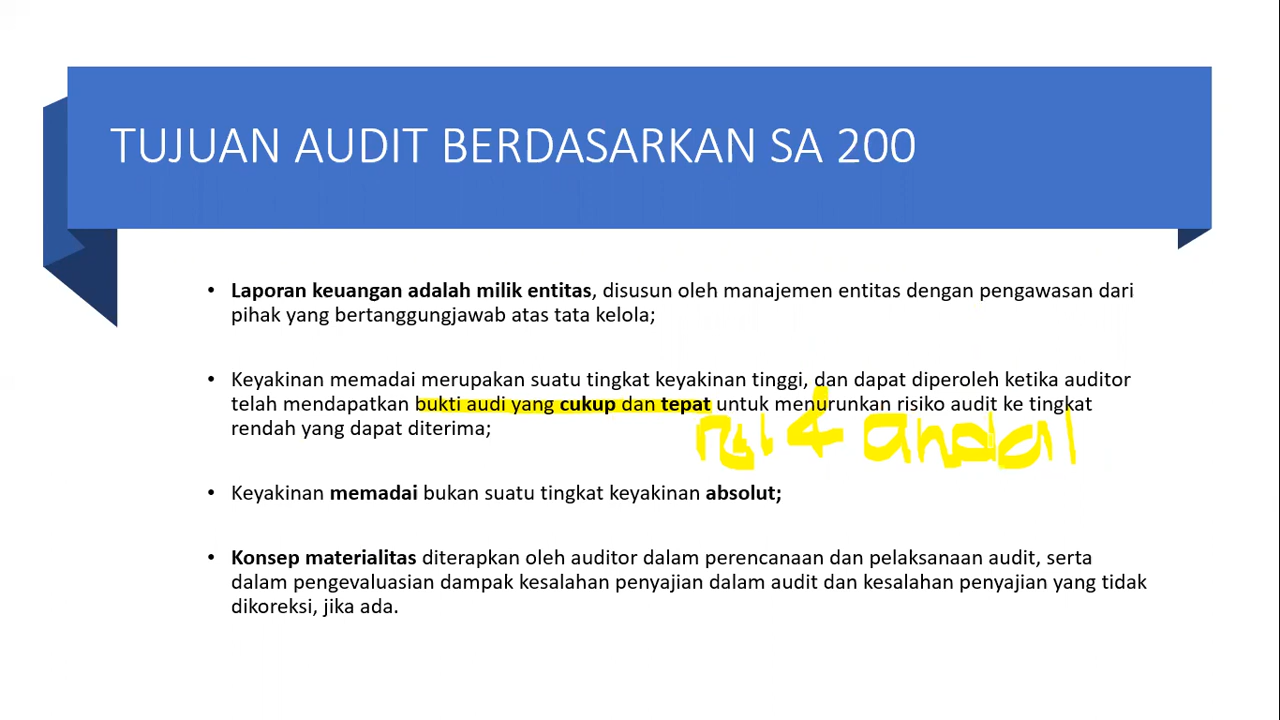 TUJUAN AUDIT BERDASARKAN SA 200
• Laporan keuangan adalah milik entitas, disusun oleh manajemen entitas dengan pengawasan dari
pihak yang bertanggungjawab atas tata kelola;
• Keyakinan memadai merupakan suatu tingkat keyakinan tinggi, dan dapat diperoleh ketika auditor
telah mendapatkan bukti audi yang cukup dan tepat untuk menurunkan risiko audit ke tingkat
rendah yang dapat diterima;
& andal
• Keyakinan memadai bukan suatu tingkat keyakinan absolut;
• Konsep materialitas diterapkan oleh auditor dalam perencanaan dan pelaksanaan audit, serta
dalam pengevaluasian dampak kesalahan penyajian dalam audit dan kesalahan penyajian yang tidak
dikoreksi, jika ada.